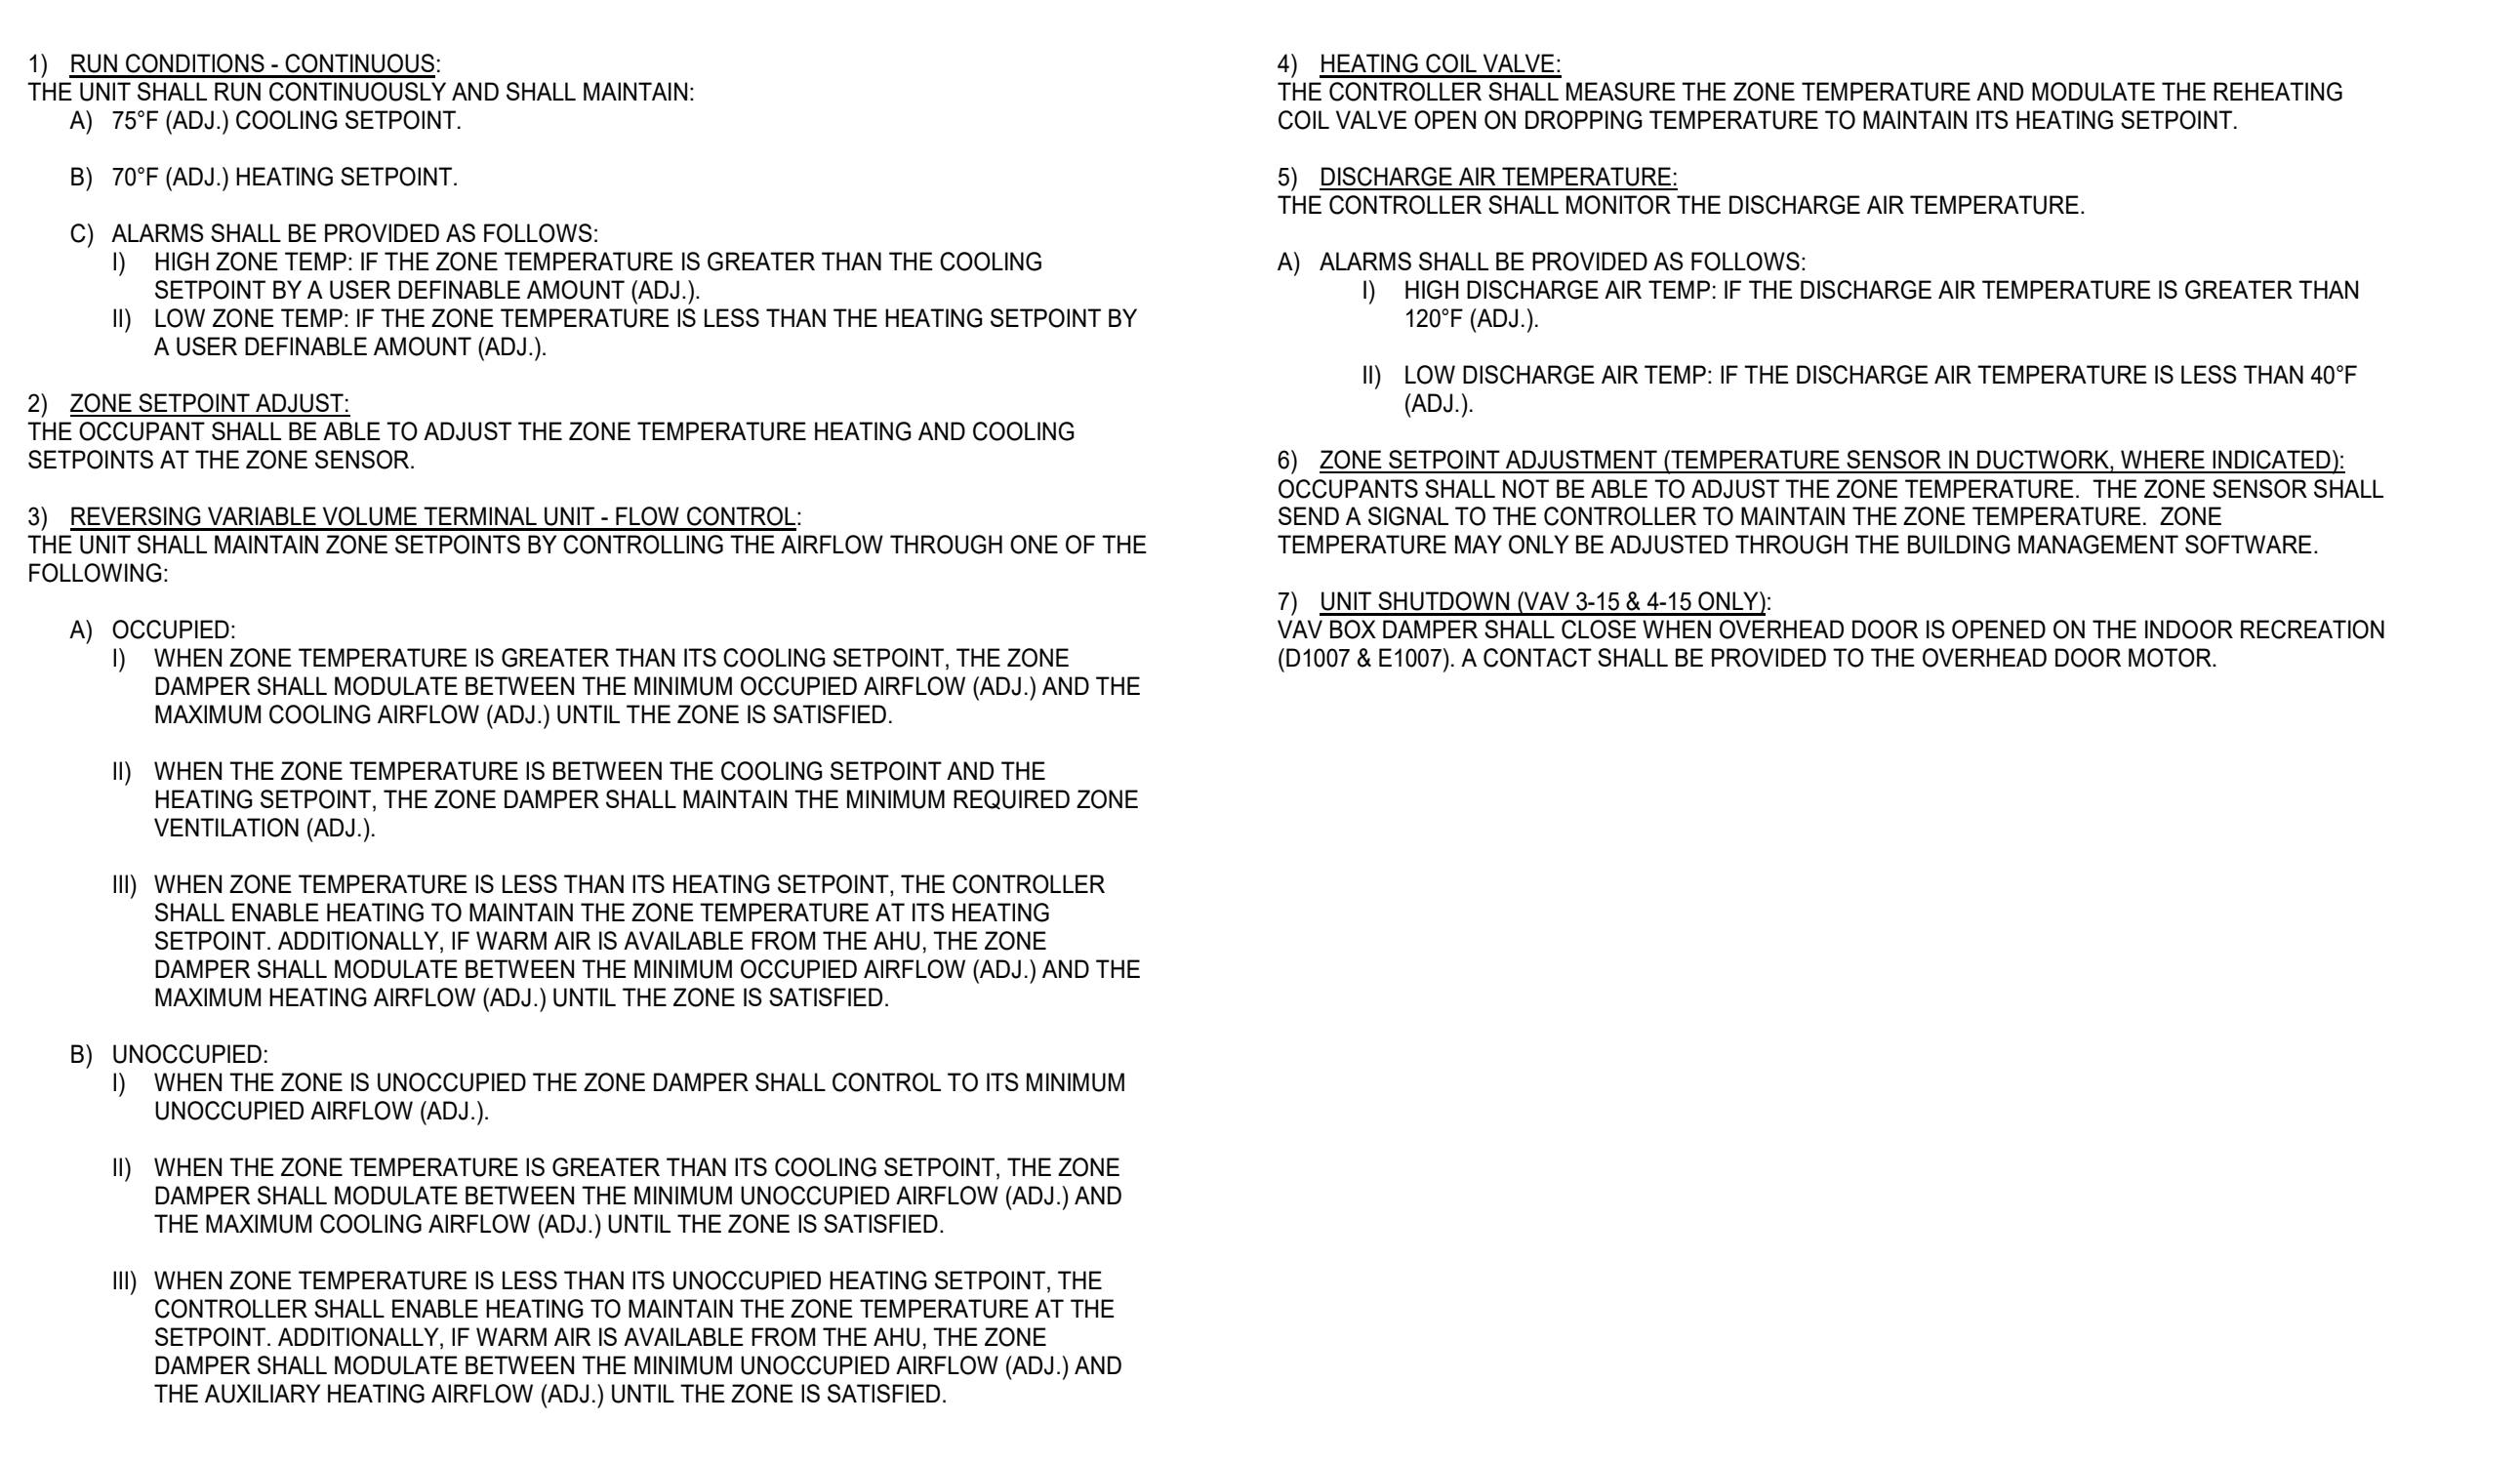 1) RUN CONDITIONS - CONTINUOUS:
THE UNIT SHALL RUN CONTINUOUSLY AND SHALL MAINTAIN:
A) 75°F (ADJ.) COOLING SETPOINT.
B) 70°F (ADJ.) HEATING SETPOINT.
C) ALARMS SHALL BE PROVIDED AS FOLLOWS:
I) HIGH ZONE TEMP: IF THE ZONE TEMPERATURE IS GREATER THAN THE COOLING
SETPOINT BY A USER DEFINABLE AMOUNT (ADJ.).
II) LOW ZONE TEMP: IF THE ZONE TEMPERATURE IS LESS THAN THE HEATING SETPOINT BY
A USER DEFINABLE AMOUNT (ADJ.).
2) ZONE SETPOINT ADJUST:
THE OCCUPANT SHALL BE ABLE TO ADJUST THE ZONE TEMPERATURE HEATING AND COOLING
SETPOINTS AT THE ZONE SENSOR.
3) REVERSING VARIABLE VOLUME TERMINAL UNIT - FLOW CONTROL:
THE UNIT SHALL MAINTAIN ZONE SETPOINTS BY CONTROLLING THE AIRFLOW THROUGH ONE OF THE
FOLLOWING:
A) OCCUPIED:
I) WHEN ZONE TEMPERATURE IS GREATER THAN ITS COOLING SETPOINT, THE ZONE
DAMPER SHALL MODULATE BETWEEN THE MINIMUM OCCUPIED AIRFLOW (ADJ.) AND THE
MAXIMUM COOLING AIRFLOW (ADJ.) UNTIL THE ZONE IS SATISFIED.
II) WHEN THE ZONE TEMPERATURE IS BETWEEN THE COOLING SETPOINT AND THE
HEATING SETPOINT, THE ZONE DAMPER SHALL MAINTAIN THE MINIMUM REQUIRED ZONE
VENTILATION (ADJ.).
III) WHEN ZONE TEMPERATURE IS LESS THAN ITS HEATING SETPOINT, THE CONTROLLER
SHALL ENABLE HEATING TO MAINTAIN THE ZONE TEMPERATURE AT ITS HEATING
SETPOINT. ADDITIONALLY, IF WARM AIR IS AVAILABLE FROM THE AHU, THE ZONE
DAMPER SHALL MODULATE BETWEEN THE MINIMUM OCCUPIED AIRFLOW (ADJ.) AND THE
MAXIMUM HEATING AIRFLOW (ADJ.) UNTIL THE ZONE IS SATISFIED.
B) UNOCCUPIED:
I) WHEN THE ZONE IS UNOCCUPIED THE ZONE DAMPER SHALL CONTROL TO ITS MINIMUM
UNOCCUPIED AIRFLOW (ADJ.).
II) WHEN THE ZONE TEMPERATURE IS GREATER THAN ITS COOLING SETPOINT, THE ZONE
DAMPER SHALL MODULATE BETWEEN THE MINIMUM UNOCCUPIED AIRFLOW (ADJ.) AND
THE MAXIMUM COOLING AIRFLOW (ADJ.) UNTIL THE ZONE IS SATISFIED.
III) WHEN ZONE TEMPERATURE IS LESS THAN ITS UNOCCUPIED HEATING SETPOINT, THE
CONTROLLER SHALL ENABLE HEATING TO MAINTAIN THE ZONE TEMPERATURE AT THE
SETPOINT. ADDITIONALLY, IF WARM AIR IS AVAILABLE FROM THE AHU, THE ZONE
DAMPER SHALL MODULATE BETWEEN THE MINIMUM UNOCCUPIED AIRFLOW (ADJ.) AND
THE AUXILIARY HEATING AIRFLOW (ADJ.) UNTIL THE ZONE IS SATISFIED.
4) HEATING COIL VALVE:
THE CONTROLLER SHALL MEASURE THE ZONE TEMPERATURE AND MODULATE THE REHEATING
COIL VALVE OPEN ON DROPPING TEMPERATURE TO MAINTAIN ITS HEATING SETPOINT.
5) DISCHARGE AIR TEMPERATURE:
THE CONTROLLER SHALL MONITOR THE DISCHARGE AIR TEMPERATURE.
A) ALARMS SHALL BE PROVIDED AS FOLLOWS:
I) HIGH DISCHARGE AIR TEMP: IF THE DISCHARGE AIR TEMPERATURE IS GREATER THAN
120°F (ADJ.).
II) LOW DISCHARGE AIR TEMP: IF THE DISCHARGE AIR TEMPERATURE IS LESS THAN 40°F
(ADJ.).
6) ZONE SETPOINT ADJUSTMENT (TEMPERATURE SENSOR IN DUCTWORK, WHERE INDICATED):
OCCUPANTS SHALL NOT BE ABLE TO ADJUST THE ZONE TEMPERATURE. THE ZONE SENSOR SHALL
SEND A SIGNAL TO THE CONTROLLER TO MAINTAIN THE ZONE TEMPERATURE. ZONE
TEMPERATURE MAY ONLY BE ADJUSTED THROUGH THE BUILDING MANAGEMENT SOFTWARE.
7) UNIT SHUTDOWN (VAV 3-15 & 4-15 ONLY):
VAV BOX DAMPER SHALL CLOSE WHEN OVERHEAD DOOR IS OPENED ON THE INDOOR RECREATION
(D1007 & E1007). A CONTACT SHALL BE PROVIDED TO THE OVERHEAD DOOR MOTOR.